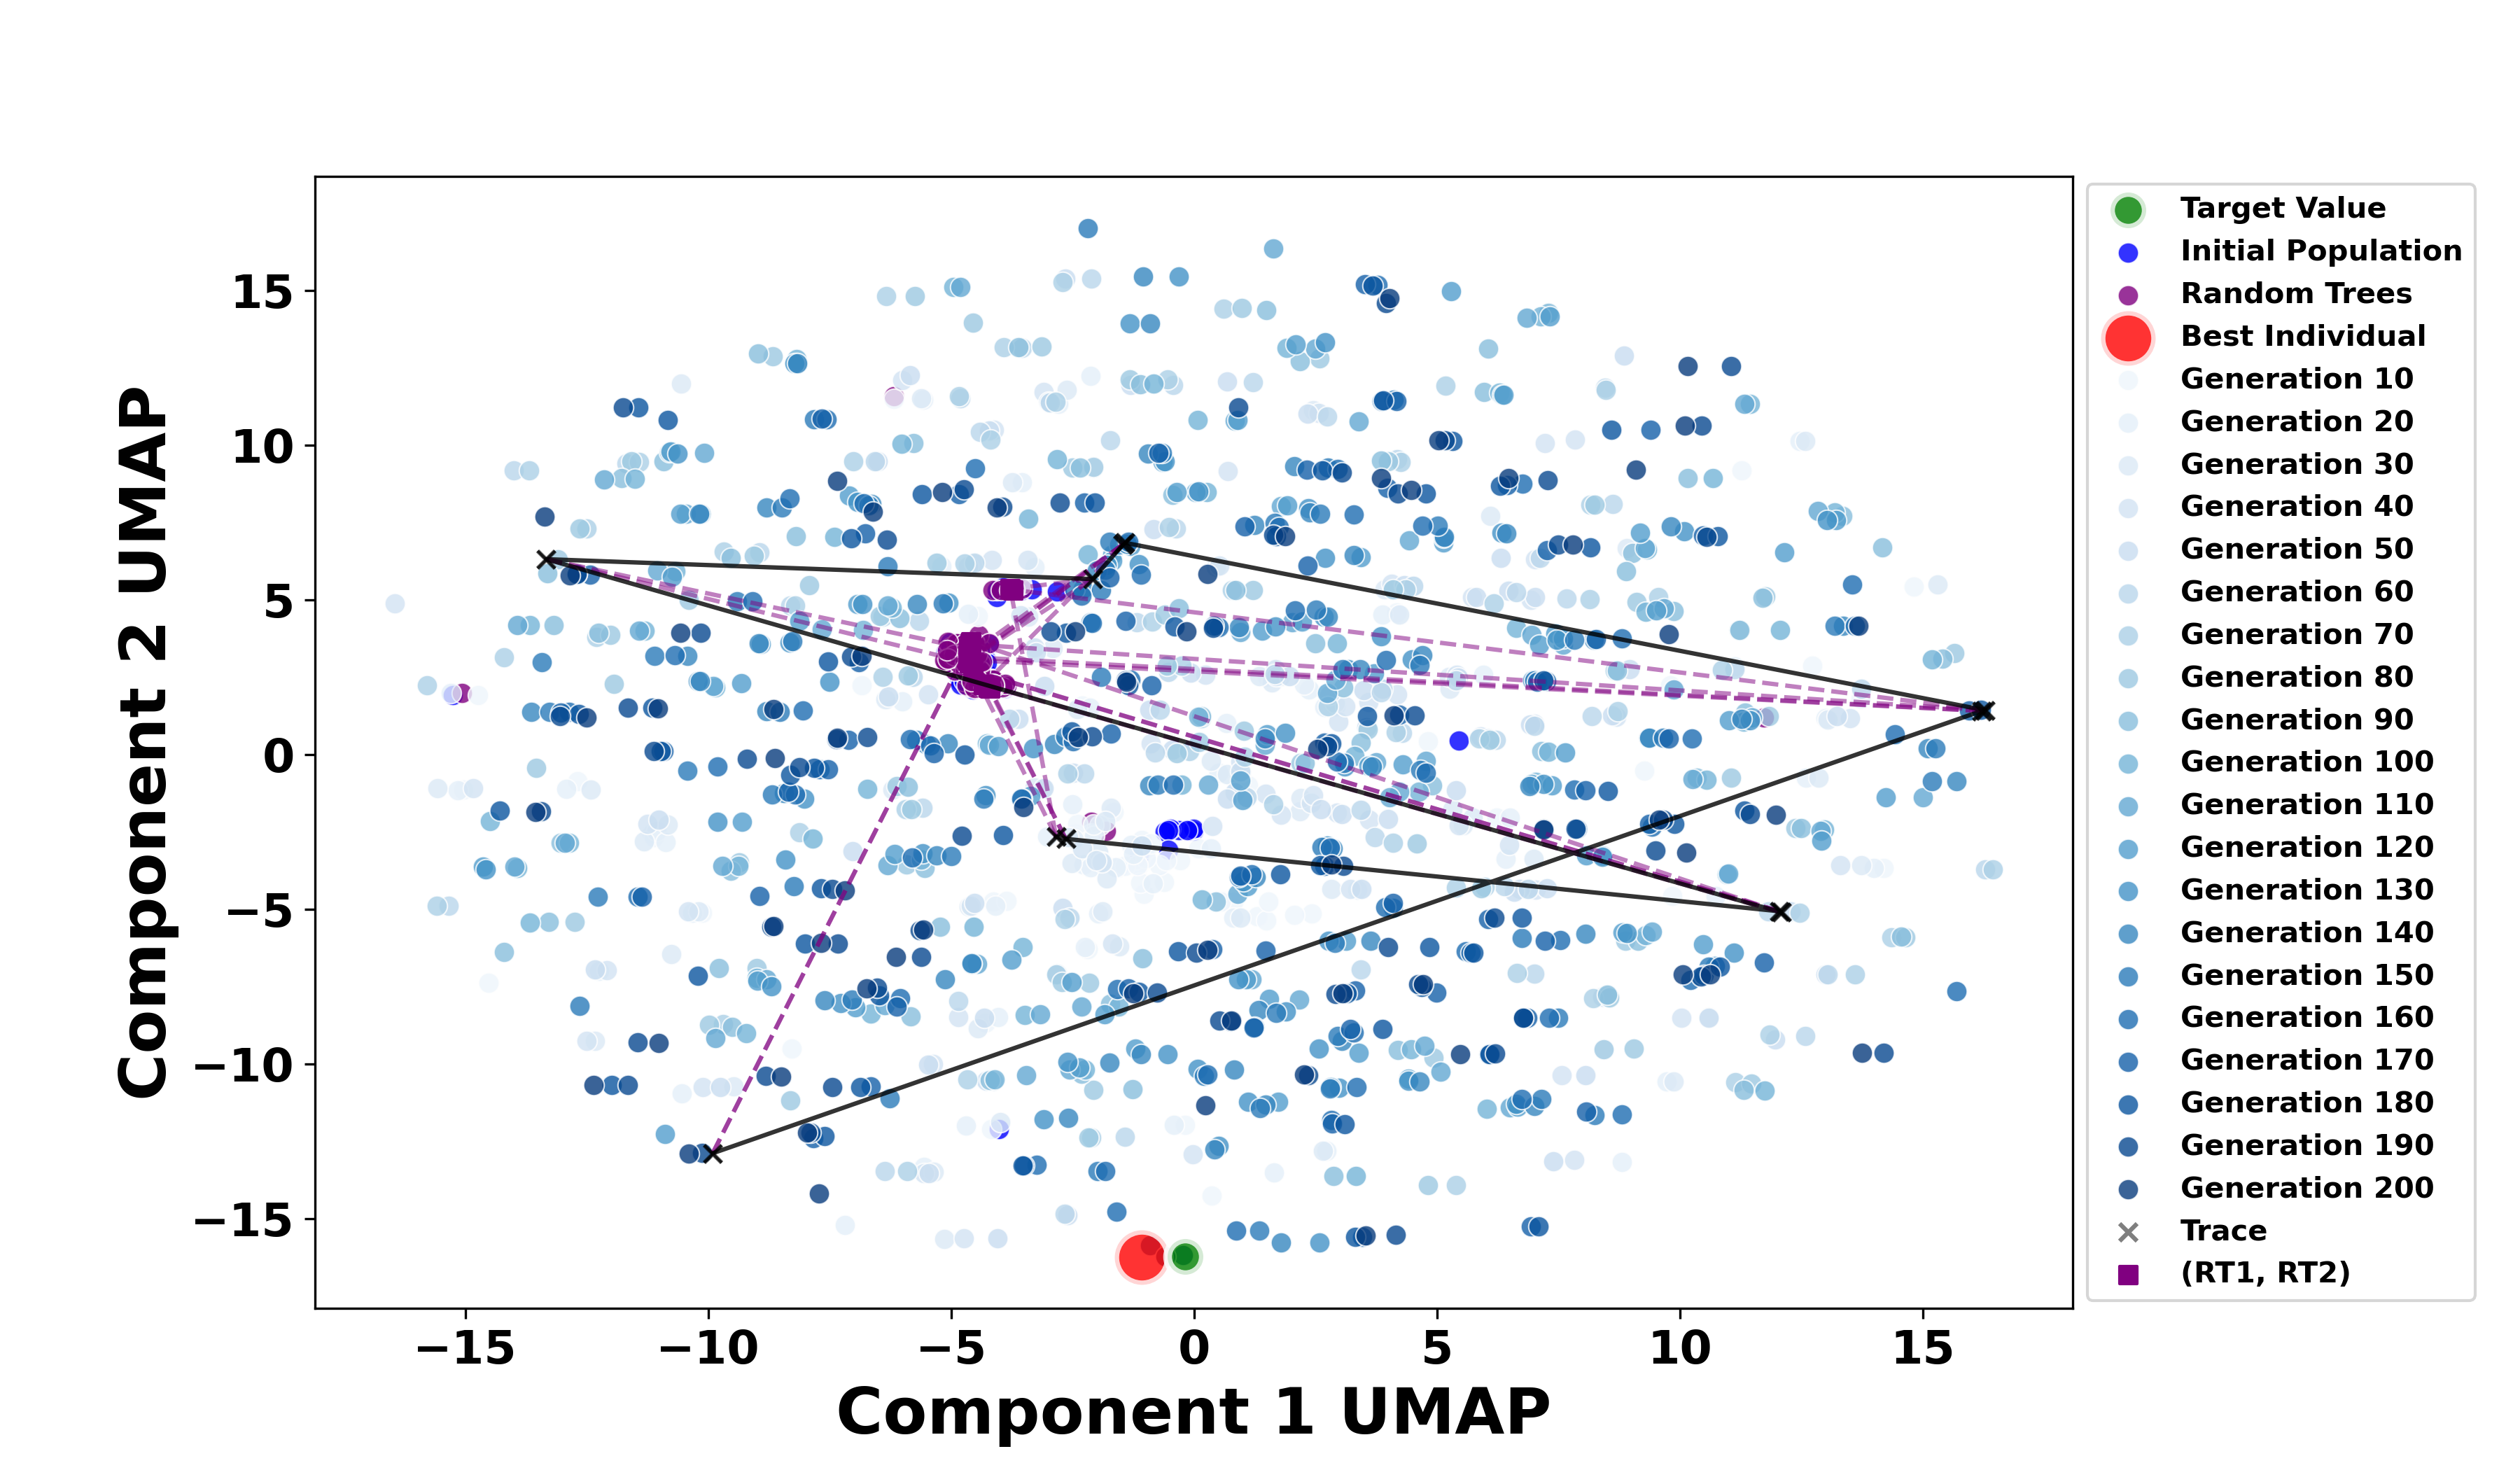 15
10
5
0
−5
−10
−15
Component 2 UMAP
−15
−10
−5
0
5
10
15
Component 1 UMAP
Target Value
Initial Population
Random Trees
Best Individual
Generation 10
Generation 20
Generation 30
Generation 40
Generation 50
Generation 60
Generation 70
Generation 80
Generation 90
Generation 100
Generation 110
Generation 120
Generation 130
Generation 140
Generation 150
Generation 160
Generation 170
Generation 180
Generation 190
Generation 200
Trace
(RT1, RT2)